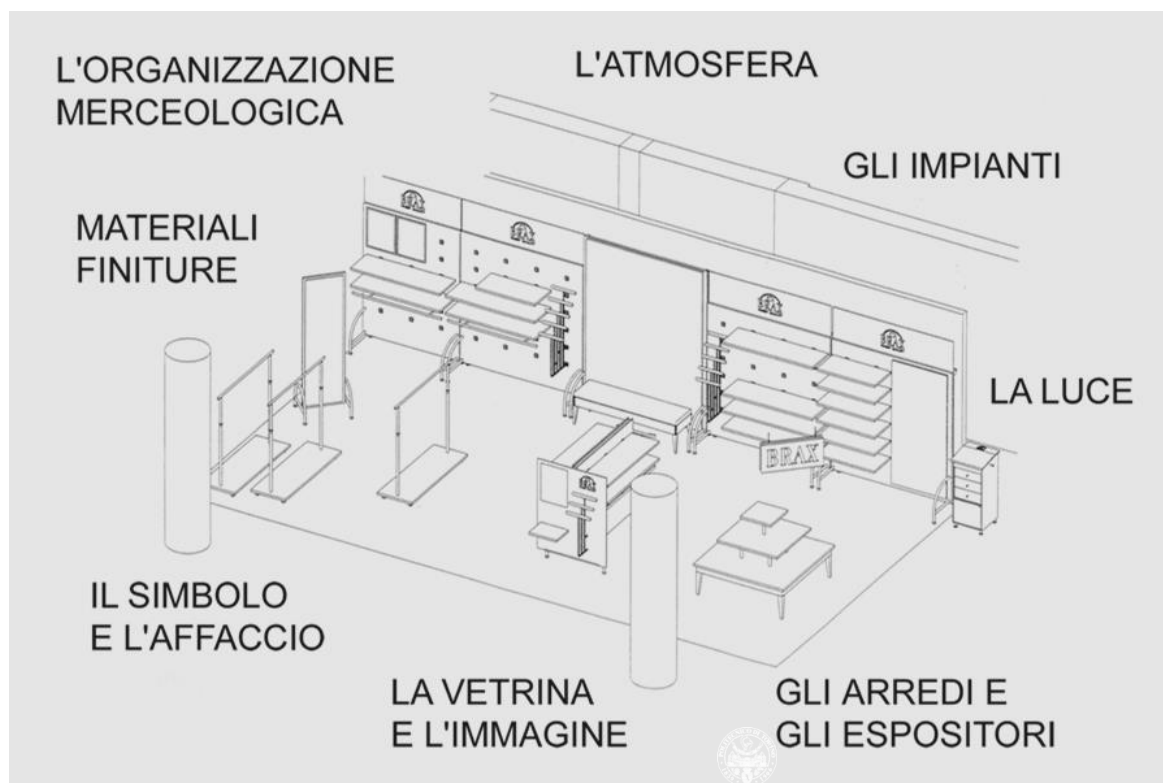 L'ORGANIZZAZIONE
MERCEOLOGICA
L'ATMOSFERA
GLI IMPIANTI
MATERIALI
FINITURE
LA LUCE
BRAX
IL SIMBOLO
E L'AFFACCIO
LA VETRINA
E L'IMMAGINE
GLI ARREDI E
GLI ESPOSITORI